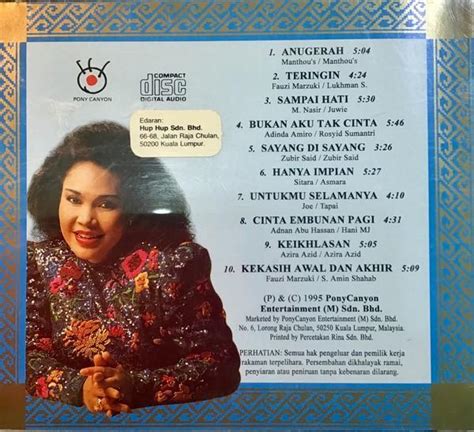 PONY CANYON
COMPACT
disc
DIGITAL AUDIO
Edaran:
Hup Hup Sdn. Bhd.
66-68, Jalan Raja Chulan,
50200 Kuala Lumpur.
1. ANUGERAH 5:04
Manthou's / Manthou's
2. TERINGIN 4:24
Fauzi Marzuki / Lukhman S.
3. SAMPAI HATI 5:30
M. Nasir / Juwie
4. BUKAN AKU TAK CINTA 5:46
Adinda Amiro / Rosyid Sumantri
5. SAYANG DI SAYANG 5:06
Zubir Said / Zubir Said
6. HANYA IMPIAN 5:27
Sitara / Asmara
7. UNTUKMU SELAMANYA 4:10
Joe / Tapai
8. CINTA EMBUNAN PAGI 4:31
Adnan Abu Hassan / Hani MJ
9. KEIKHLASAN 5:05
Azira Azid / Azira Azid
10. KEKASIH AWAL DAN AKHIR 5:09
Fauzi Marzuki / S. Amin Shahab
(P) & (C) 1995 PonyCanyon
Entertainment (M) Sdn. Bhd.
Marketed by PonyCanyon Entertainment (M) Sdn. Bhd.
No. 6, Lorong Raja Chulan, 50250 Kuala Lumpur, Malaysia.
Printed by Percetakan Rina Sdn. Bhd.
PERHATIAN: Semua hak pengeluar dan pemilik kerja
rakaman terpelihara. Persembahan dikhalayak ramai,
penyiaran atau peniruan tanpa kebenaran dilarang.